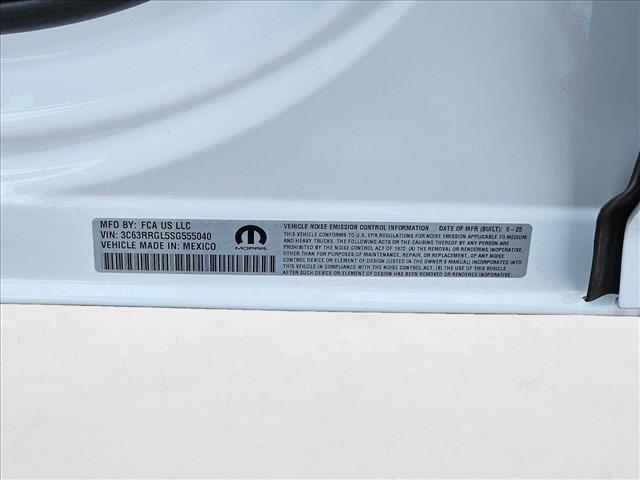 MFD BY: FCA US LLC
VIN: 3C63RRGL5SG555040
VEHICLE MADE IN: MEXICO
MOPAR
VEHICLE NOISE EMISSION CONTROL INFORMATION DATE OF MFR (BUILT): 6-25
THIS VEHICLE CONFORMS TO U.S. EPA REGULATIONS FOR NOISE EMISSION APPLICABLE TO MEDIUM
AND HEAVY TRUCKS. THE FOLLOWING ACTS OR THE CAUSING THEREOF BY ANY PERSON
ARE PROHIBITED BY THE NOISE CONTROL ACT OF 1972: (A) THE REMOVAL OR RENDERING INOPERATIVE,
OTHER THAN FOR PURPOSES OF MAINTENANCE, REPAIR, OR REPLACEMENT, OF ANY NOISE
CONTROL DEVICE OR ELEMENT OF DESIGN (LISTED IN THE OWNER'S MANUAL) INCORPORATED INTO
THIS VEHICLE IN COMPLIANCE WITH THE NOISE CONTROL ACT; (B) THE USE OF THIS VEHICLE
AFTER SUCH DEVICE OR ELEMENT OF DESIGN HAS BEEN REMOVED OR RENDERED INOPERATIVE.